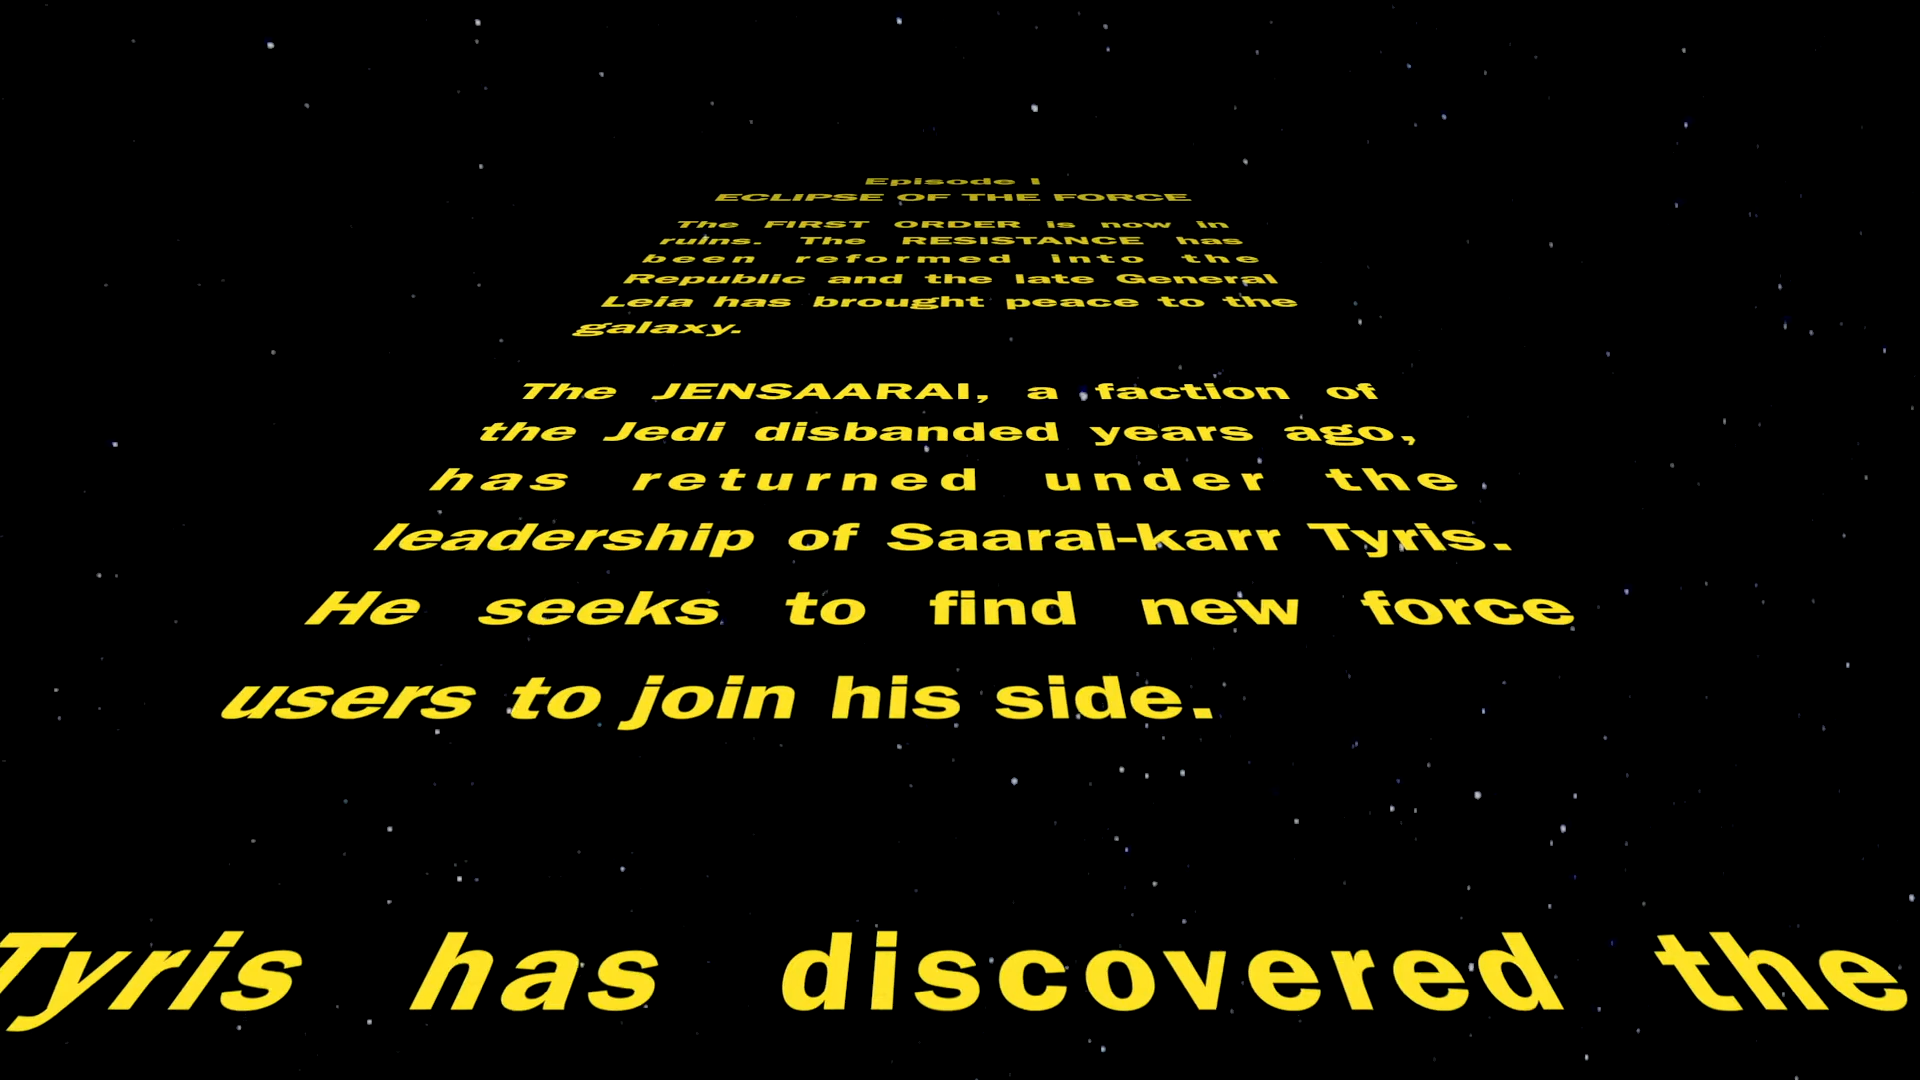 Episode I
ECLIPSE OF THE FORCE
The FIRST ORDER is now in
ruins. The RESISTANCE has
been reformed into the
Republic and the late General
Leia has brought peace to the
galaxy.
The JENSAARAI, a faction of
the Jedi disbanded years ago,
has returned under the
leadership of Saarai-karr Tyris.
He seeks to find new force
users to join his side.
Tyris has discovered the